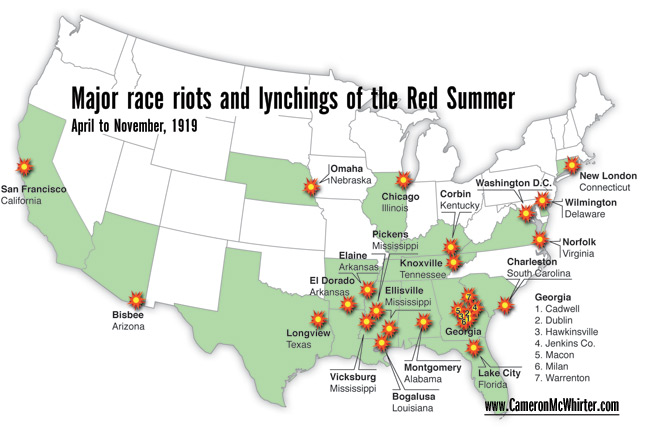 Major race riots and lynchings of the Red Summer
April to November, 1919
San Francisco
California
Bisbee
Arizona
Omaha
Nebraska
Chicago
Illinois
Corbin
Kentucky
Washington D.C.
New London
Connecticut
Wilmington
Delaware
Norfolk
Virginia
Charleston
South Carolina
Pickens
Mississippi
Knoxville
Tennessee
Elaine
Arkansas
El Dorado
Arkansas
Ellisville
Mississippi
Longview
Texas
Vicksburg
Mississippi
Bogalusa
Louisiana
Montgomery
Alabama
Lake City
Florida
Georgia
Georgia
1. Cadwell
2. Dublin
3. Hawkinsville
4. Jenkins Co.
5. Macon
6. Milan
7. Warrenton
www.CameronMcWhirter.com